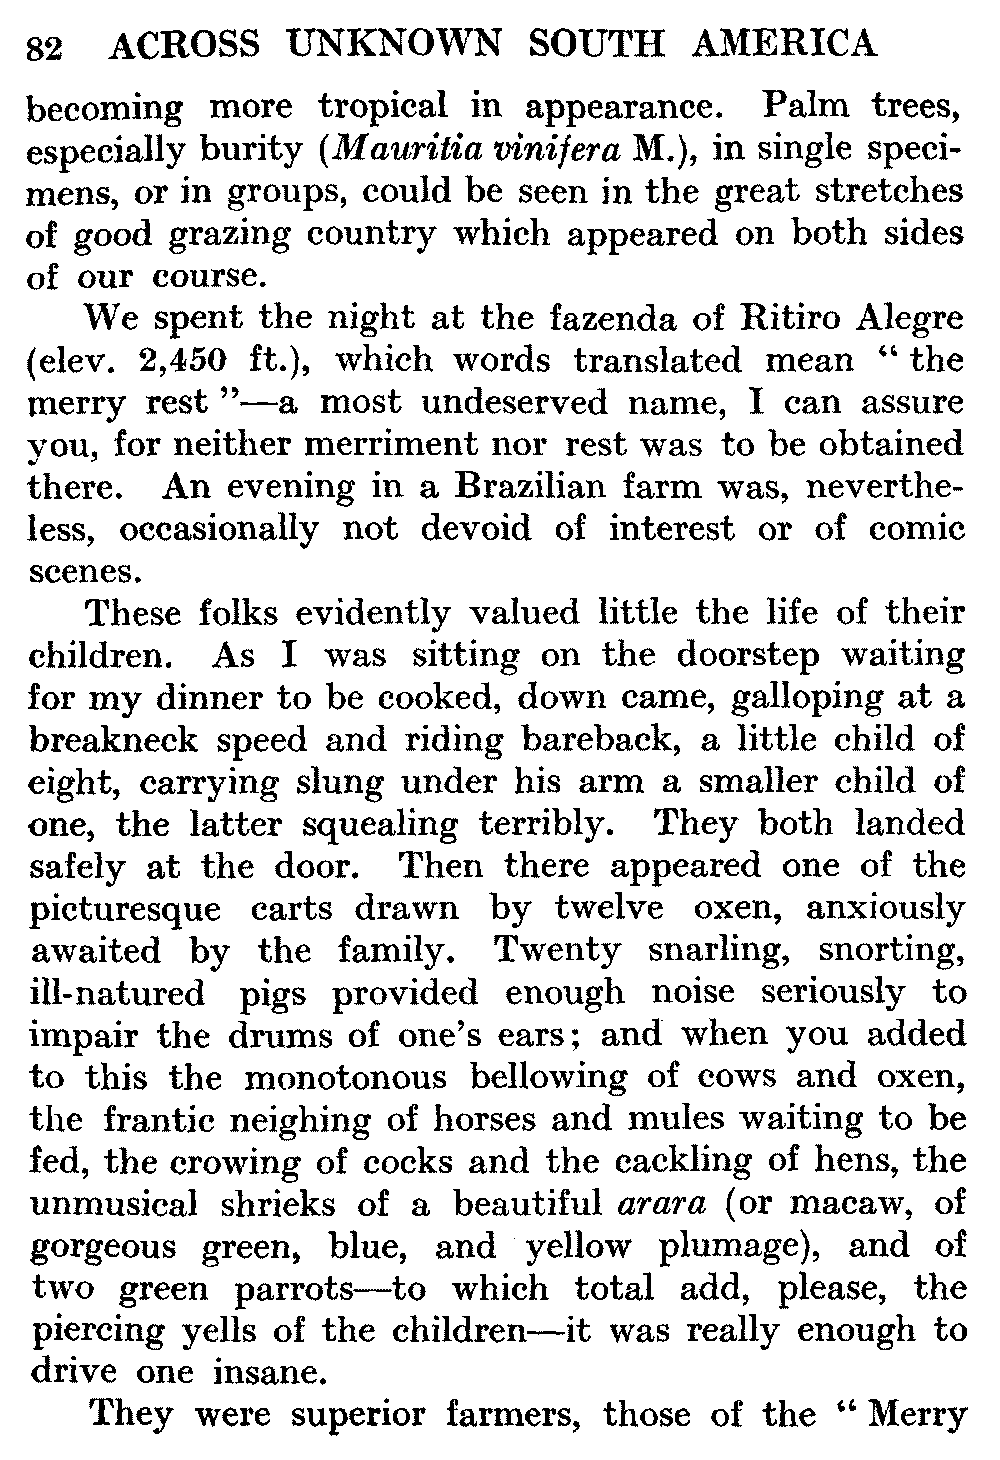 82 ACROSS UNKNOWN SOUTH AMERICA
becoming more tropical in appearance. Palm trees,
especially burity (Mauritia vinifera M.), in single speci-
mens, or in groups, could be seen in the great stretches
of good grazing country which appeared on both sides
of our course.
We spent the night at the fazenda of Ritiro Alegre
(elev. 2,450 ft.), which words translated mean “ the
merry rest ”—a most undeserved name, I can assure
you, for neither merriment nor rest was to be obtained
there. An evening in a Brazilian farm was, neverthe-
less, occasionally not devoid of interest or of comic
scenes.
These folks evidently valued little the life of their
children. As I was sitting on the doorstep waiting
for my dinner to be cooked, down came, galloping at a
breakneck speed and riding bareback, a little child of
eight, carrying slung under his arm a smaller child of
one, the latter squealing terribly. They both landed
safely at the door. Then there appeared one of the
picturesque carts drawn by twelve oxen, anxiously
awaited by the family. Twenty snarling, snorting,
ill-natured pigs provided enough noise seriously to
impair the drums of one’s ears; and when you added
to this the monotonous bellowing of cows and oxen,
the frantic neighing of horses and mules waiting to be
fed, the crowing of cocks and the cackling of hens, the
unmusical shrieks of a beautiful arara (or macaw, of
gorgeous green, blue, and yellow plumage), and of
two green parrots—to which total add, please, the
piercing yells of the children—it was really enough to
drive one insane.
They were superior farmers, those of the “ Merry